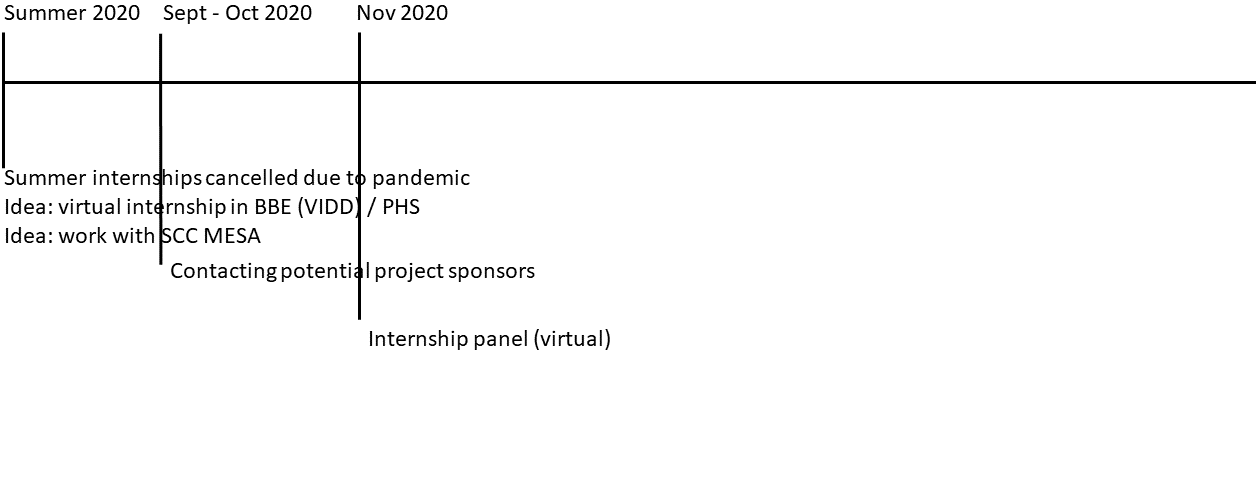 Summer 2020
Sept - Oct 2020
Nov 2020
Summer internships cancelled due to pandemic
Idea: virtual internship in BBE (VIDD) / PHS
Idea: work with SCC MESA
Contacting potential project sponsors
Internship panel (virtual)